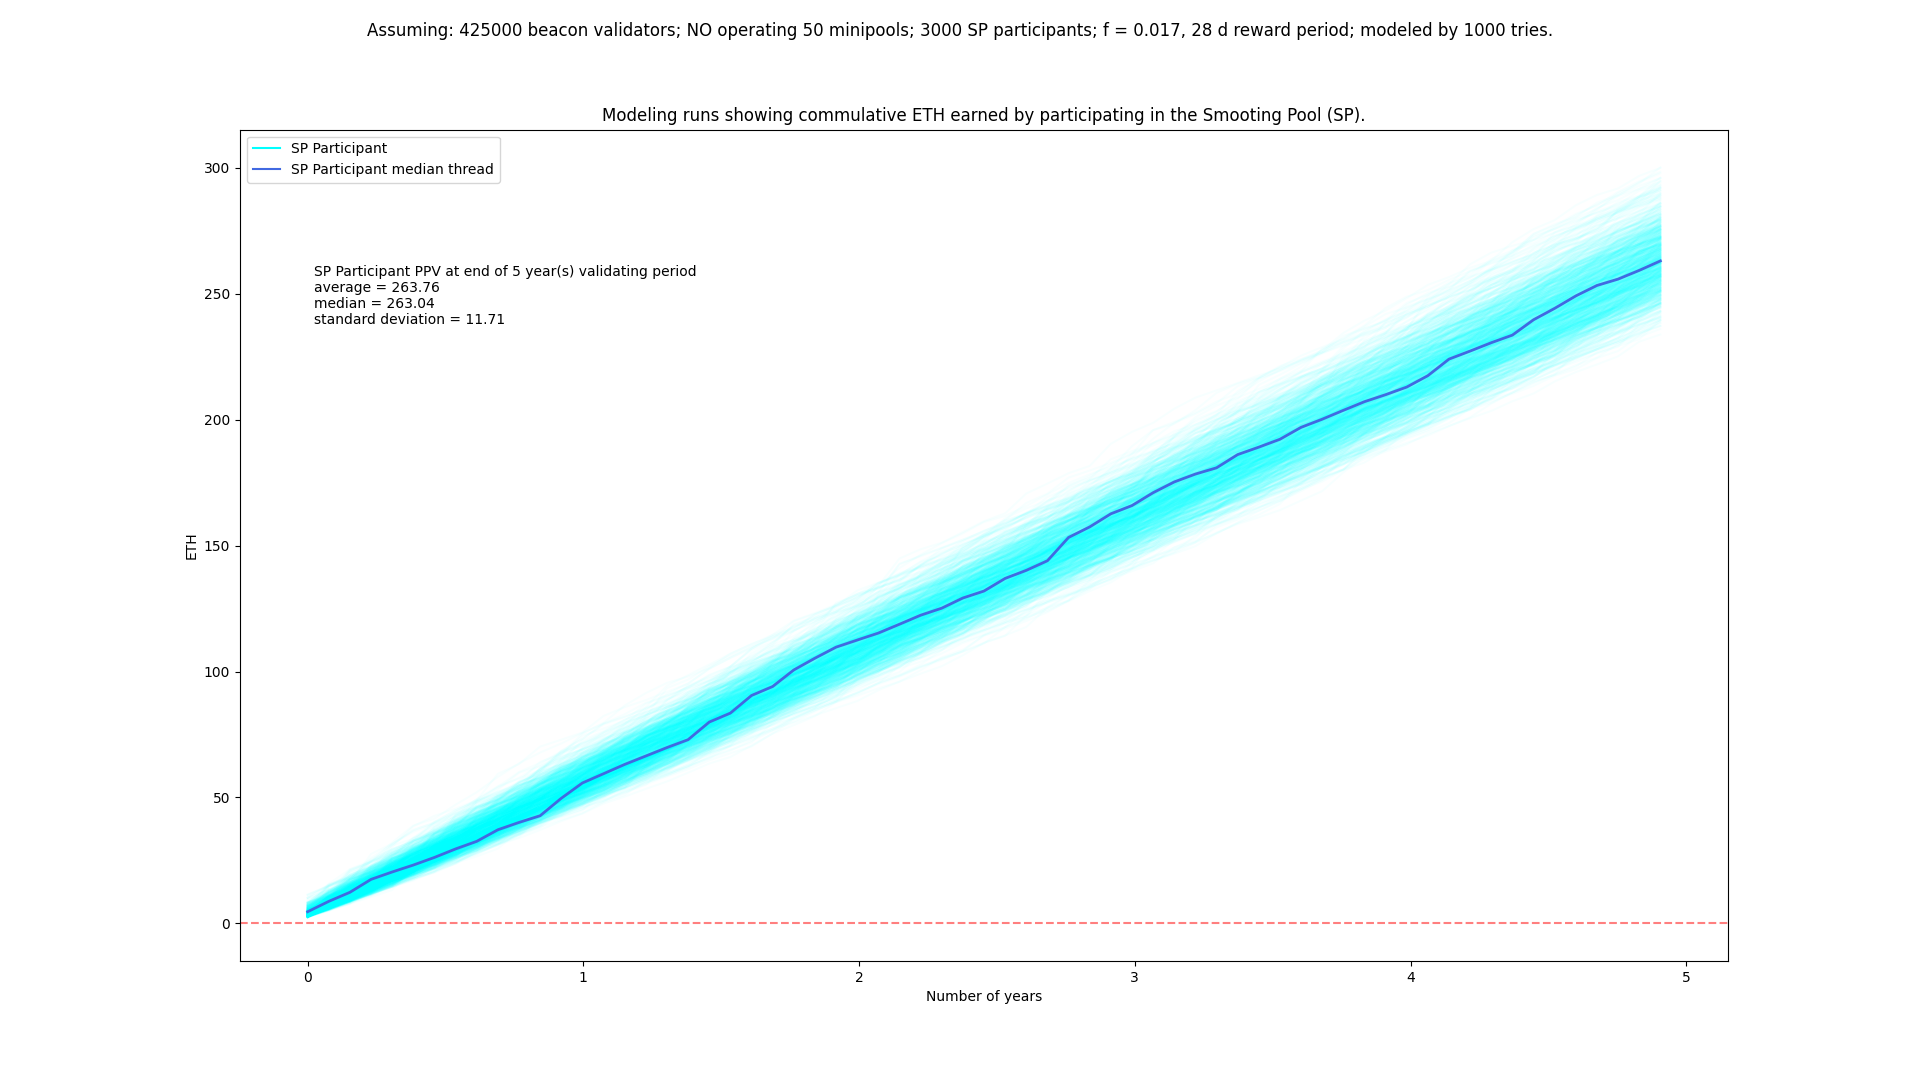 Assuming: 425000 beacon validators; NO operating 50 minipools; 3000 SP participants; f = 0.017, 28 d reward period; modeled by 1000 tries.
Modeling runs showing commulative ETH earned by participating in the Smooting Pool (SP).
SP Participant
SP Participant median thread
SP Participant PPV at end of 5 year(s) validating period
average = 263.76
median = 263.04
standard deviation = 11.71
ETH
300
250
200
150
100
50
0
0 1 2 3 4 5
Number of years